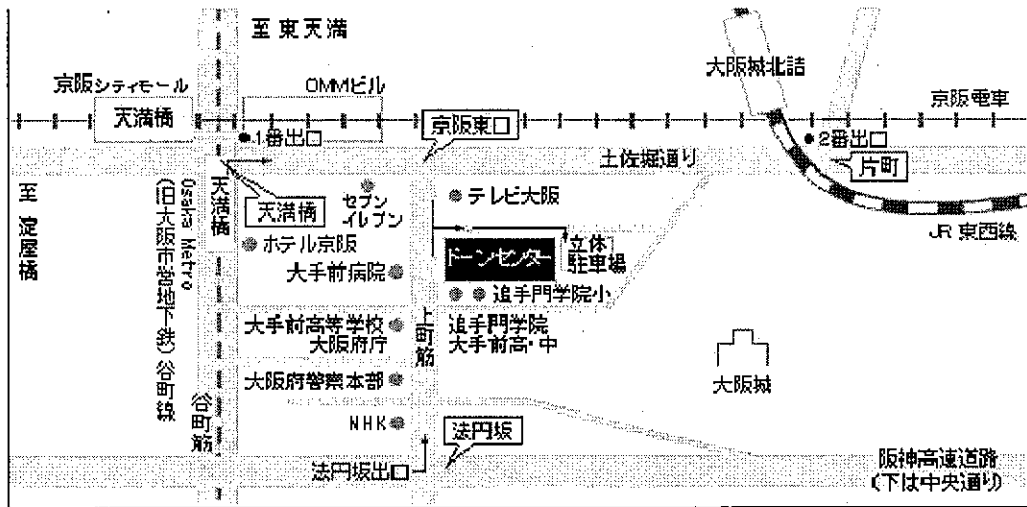 至 東天満
京阪シティモール
OMMビル
大阪城北詰
京阪電車
天満橋
1番出口
京阪東口
2番出口
土佐堀通り
片町
至 淀屋橋
Osaka Metro
(旧大阪市営地下鉄)谷町線
天満橋
天満橋
セブン
イレブン
テレビ大阪
JR東西線
ホテル京阪
ドーンセンター
立体
駐車場
大手前病院
追手門学院小
大手前高等学校
大阪府庁
上町筋
追手門学院
大手前高・中
大阪城
大阪府警察本部
谷町筋
NHK
法円坂
法円坂出口
阪神高速道路
(下は中央通り)